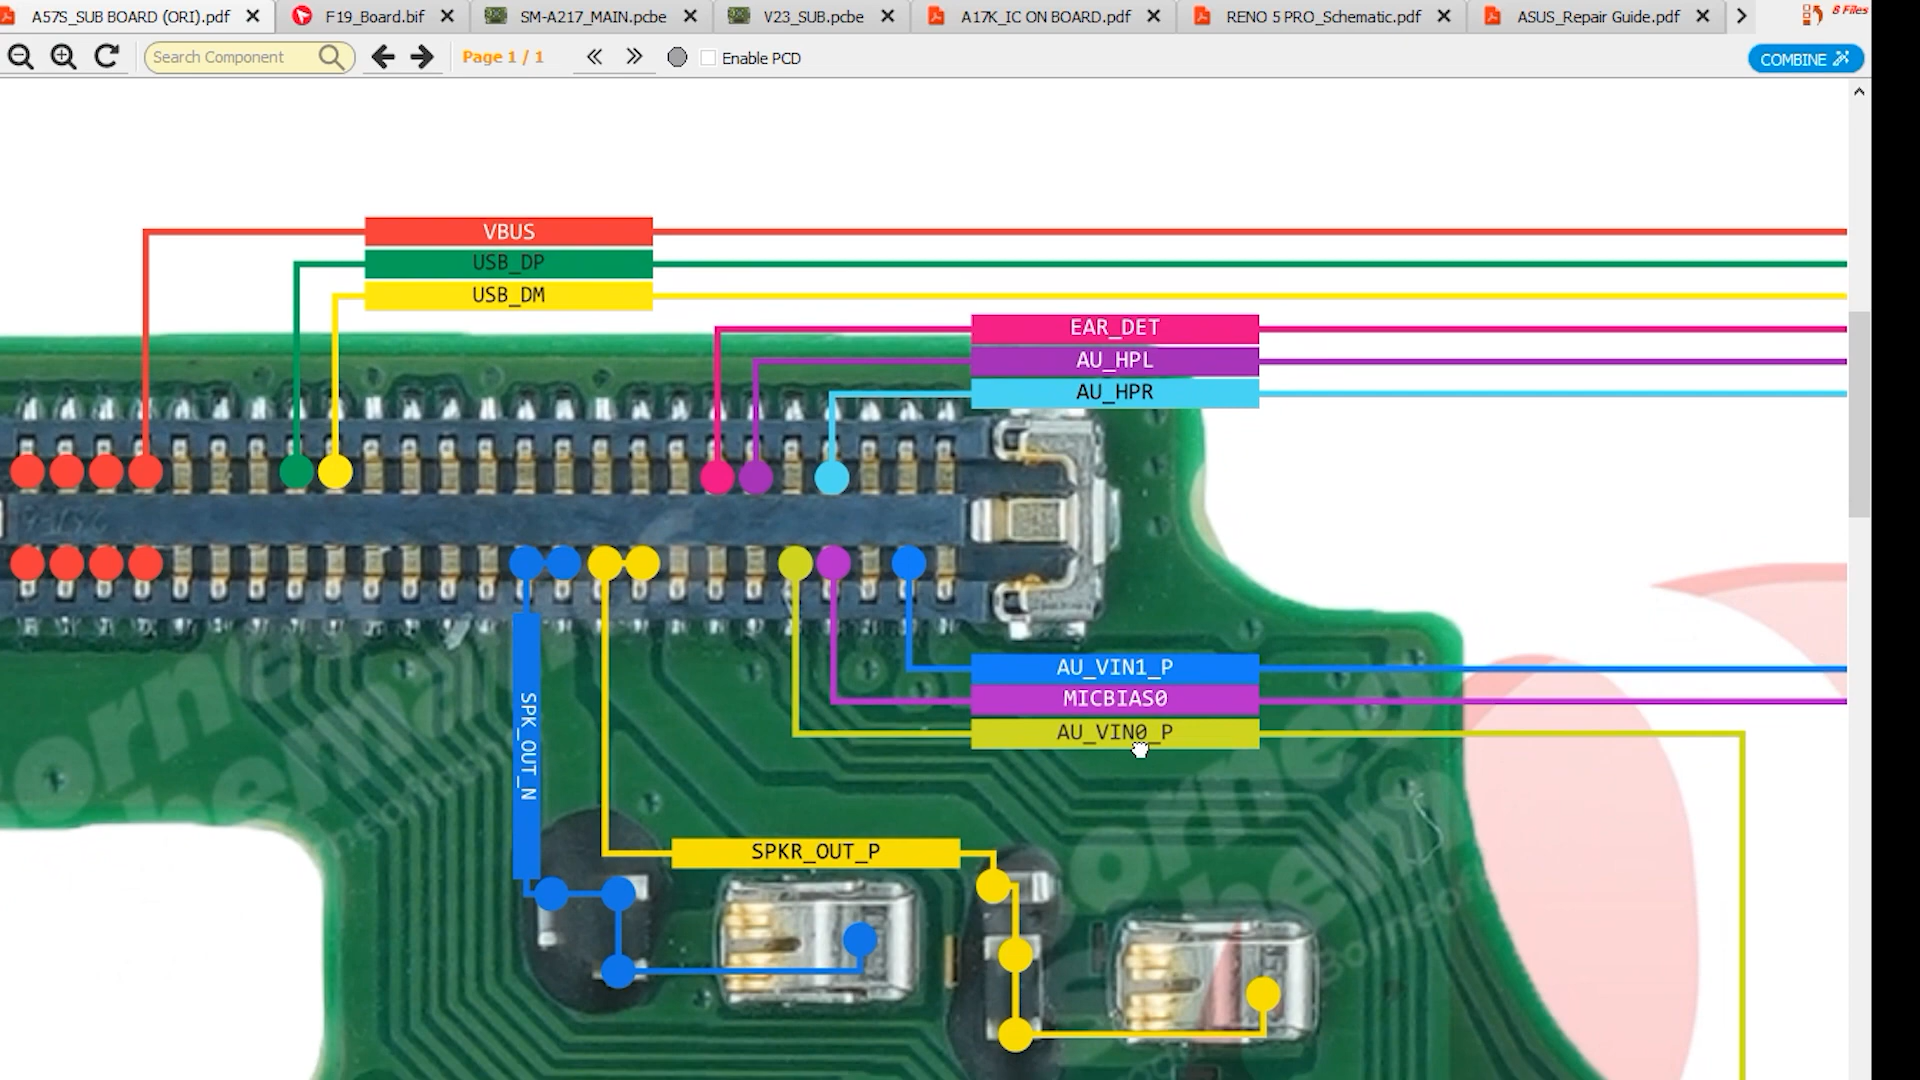 A57S_SUB BOARD (ORI).pdf
F19_Board.bif
SM-A217_MAIN.pcbe
V23_SUB.pcbe
A17K_IC ON BOARD.pdf
RENO 5 PRO_Schematic.pdf
ASUS_Repair Guide.pdf
8 Files
Search Component
Page 1 / 1
Enable PCD
COMBINE
VBUS
USB_DP
USB_DM
EAR_DET
AU_HPL
AU_HPR
AU_VIN1_P
MICBIAS0
AU_VIN0_P
SPK_OUT_N
SPKR_OUT_P